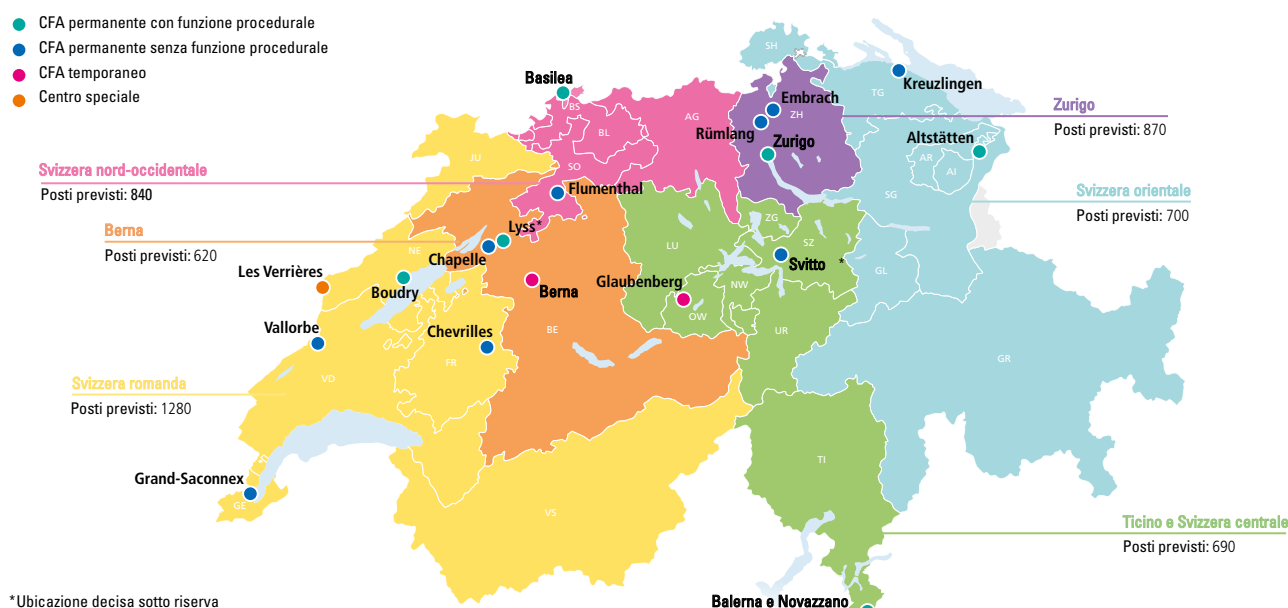 CFA permanente con funzione procedurale
CFA permanente senza funzione procedurale
CFA temporaneo
Centro speciale
SH
Basilea
BS
BL
AG
Kreuzlingen
TG
Embrach
ZH
Rümlang
Zurigo
Zurigo
Posti previsti: 870
Altstätten
AR
AI
JU
SO
Svizzera nord-occidentale
Posti previsti: 840
Flumenthal
SG
Svizzera orientale
Posti previsti: 700
Berna
Posti previsti: 620
Lyss*
NE
Chapelle
LU
ZG
SZ
Svitto *
Les Verrières
Boudry
Berna
Glaubenberg
NW
GL
OW
Vallorbe
Chevrilles
BE
UR
FR
GR
VD
Svizzera romanda
Posti previsti: 1280
TI
Grand-Saconnex
GE
VS
Ticino e Svizzera centrale
Posti previsti: 690
*Ubicazione decisa sotto riserva
Balerna e Novazzano